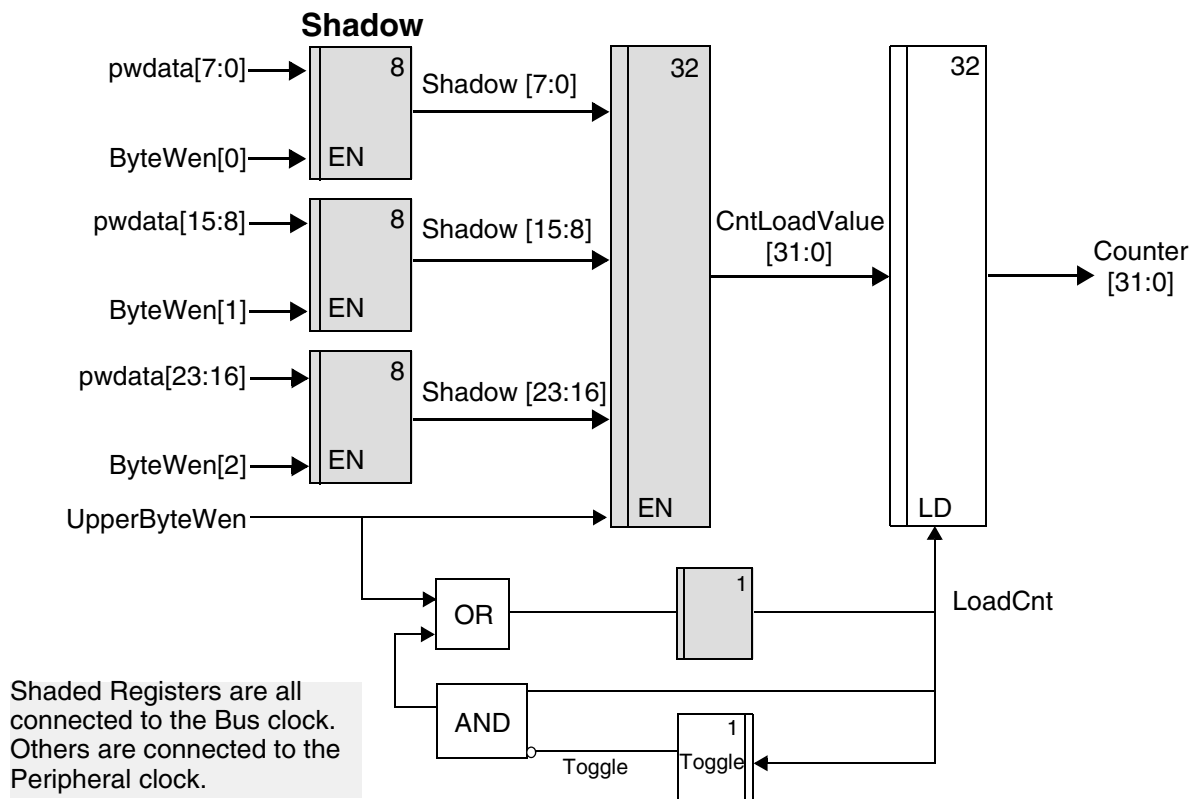 Shadow
pwdata[7:0]
8
Shadow [7:0]
32
32
ByteWen[0]
EN
pwdata[15:8]
8
Shadow [15:8]
CntLoadValue
[31:0]
Counter
[31:0]
ByteWen[1]
EN
pwdata[23:16]
8
Shadow [23:16]
ByteWen[2]
EN
UpperByteWen
EN
LD
OR
1
LoadCnt
AND
1
Toggle
Toggle
Shaded Registers are all
connected to the Bus clock.
Others are connected to the
Peripheral clock.